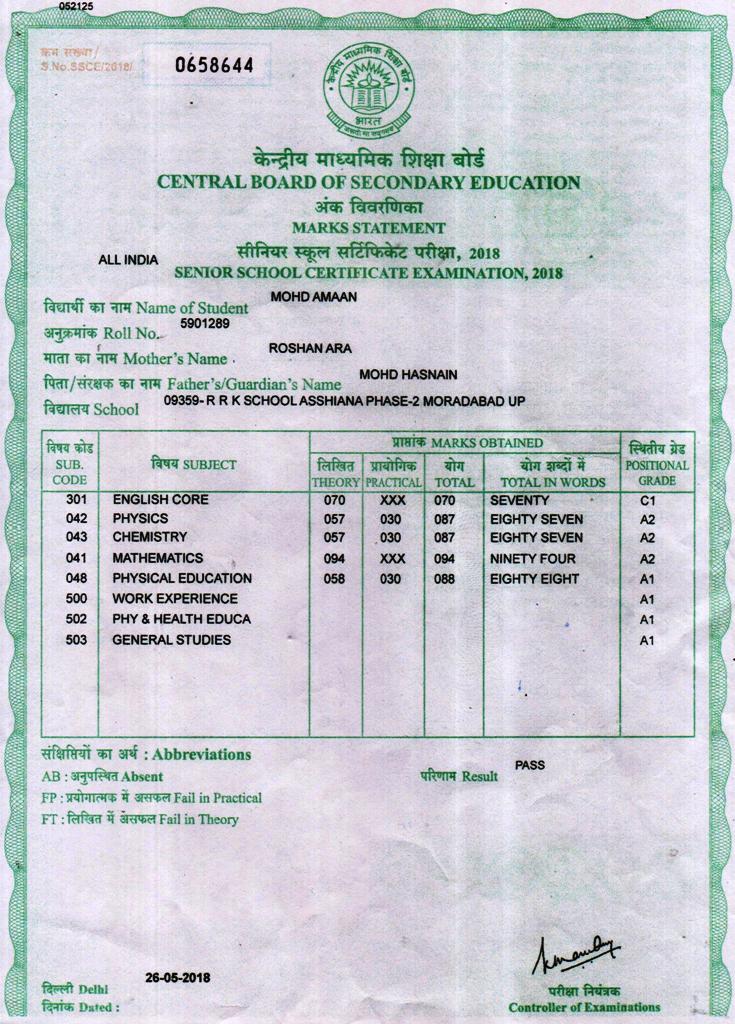 052125
क्रम संख्या/
S.No.SSCE/2018/ 0658644
केन्द्रीय माध्यमिक शिक्षा बोर्ड
भारत
असतो मा सद्गमय
केन्द्रीय माध्यमिक शिक्षा बोर्ड
CENTRAL BOARD OF SECONDARY EDUCATION
अंक विवरणिका
MARKS STATEMENT
सीनियर स्कूल सर्टिफिकेट परीक्षा, 2018
ALL INDIA SENIOR SCHOOL CERTIFICATE EXAMINATION, 2018
विद्यार्थी का नाम Name of Student MOHD AMAAN
अनुक्रमांक Roll No. 5901289
माता का नाम Mother's Name ROSHAN ARA
पिता/संरक्षक का नाम Father's/Guardian's Name MOHD HASNAIN
विद्यालय School 09359- R R K SCHOOL ASSHIANA PHASE-2 MORADABAD UP
विषय कोड SUB. CODE विषय SUBJECT प्राप्तांक MARKS OBTAINED स्थितीय ग्रेड POSITIONAL GRADE
लिखित THEORY प्रायोगिक PRACTICAL योग TOTAL योग शब्दों में TOTAL IN WORDS
301 ENGLISH CORE 070 XXX 070 SEVENTY C1
042 PHYSICS 057 030 087 EIGHTY SEVEN A2
043 CHEMISTRY 057 030 087 EIGHTY SEVEN A2
041 MATHEMATICS 094 XXX 094 NINETY FOUR A2
048 PHYSICAL EDUCATION 058 030 088 EIGHTY EIGHT A1
500 WORK EXPERIENCE A1
502 PHY & HEALTH EDUCA A1
503 GENERAL STUDIES A1
संक्षिप्तियों का अर्थ : Abbreviations
AB : अनुपस्थित Absent
परिणाम Result PASS
FP : प्रयोगात्मक में असफल Fail in Practical
FT : लिखित में असफल Fail in Theory
दिल्ली Delhi
दिनांक Dated : 26-05-2018
परीक्षा नियंत्रक
Controller of Examinations